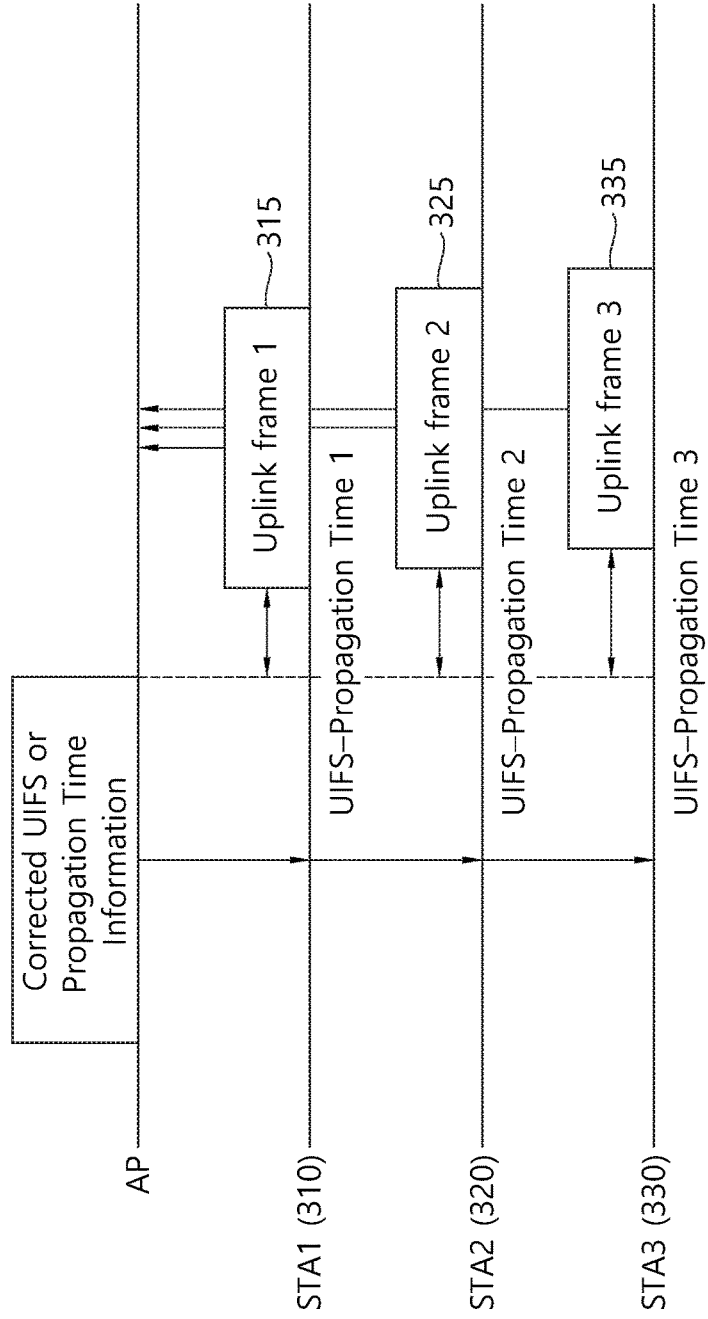 Corrected UIFS or
Propagation Time
Information
AP
STA1 (310)
Uplink frame 1
315
UIFS–Propagation Time 1
STA2 (320)
Uplink frame 2
325
UIFS–Propagation Time 2
STA3 (330)
Uplink frame 3
335
UIFS–Propagation Time 3